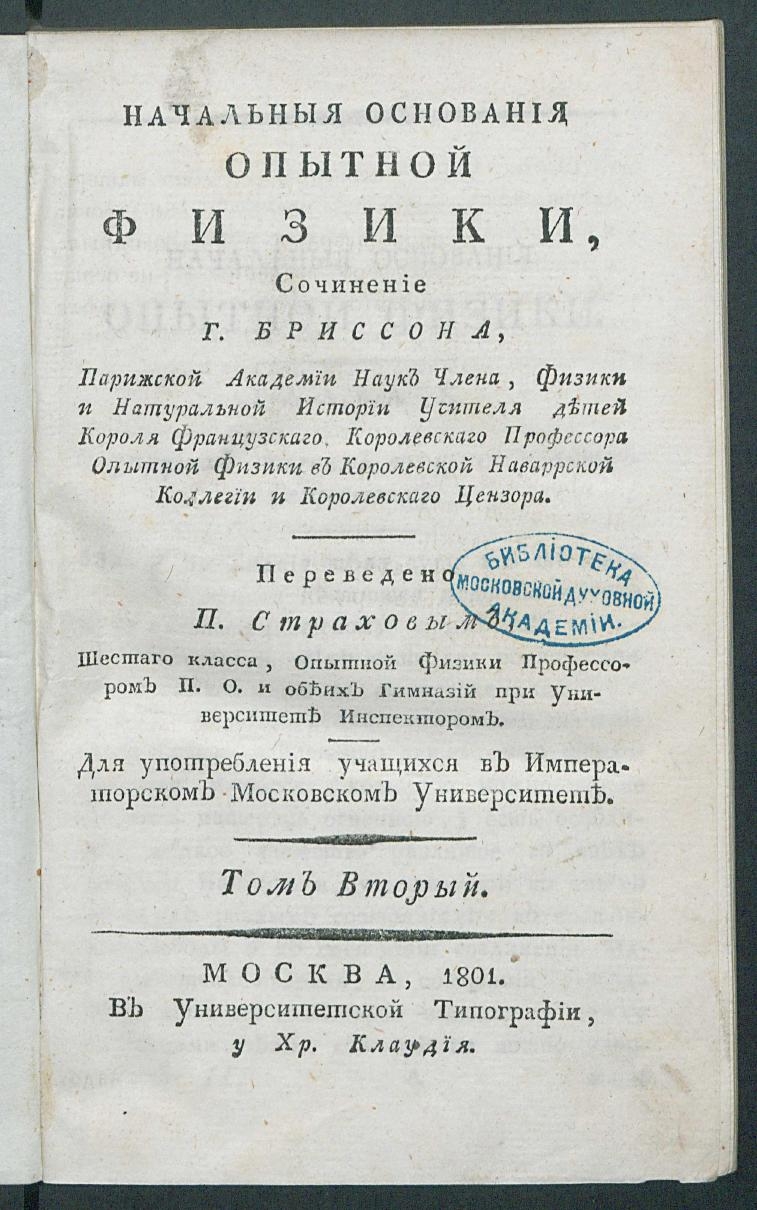 НАЧАЛЬНЫЯ ОСНОВАНІЯ
ОПЫТНОЙ
ФИЗИКИ,
Сочиненіе
Г. БРИССОНА,
Парижской Академіи Наукъ Члена, Физики
и Натуральной Исторіи Учителя дѣтей
Короля Французскаго, Королевскаго Профессора
Опытной Физики въ Королевской Наваррской
Коллегіи и Королевскаго Цензора.
Переведено
П. Страховымъ,
Шестаго класса, Опытной Физики Профессо-
ромъ П. О. и обѣихъ Гимназій при Уни-
верситетѣ Инспекторомъ.
Для употребленія учащихся въ Импера-
торскомъ Московскомъ Университетѣ.
Томъ Вторый.
МОСКВА, 1801.
Въ Университетской Типографіи,
у Хр. Клаудія.
БИБЛІОТЕКА
МОСКОВСКОЙ ДУХОВНОЙ
АКАДЕМІИ.